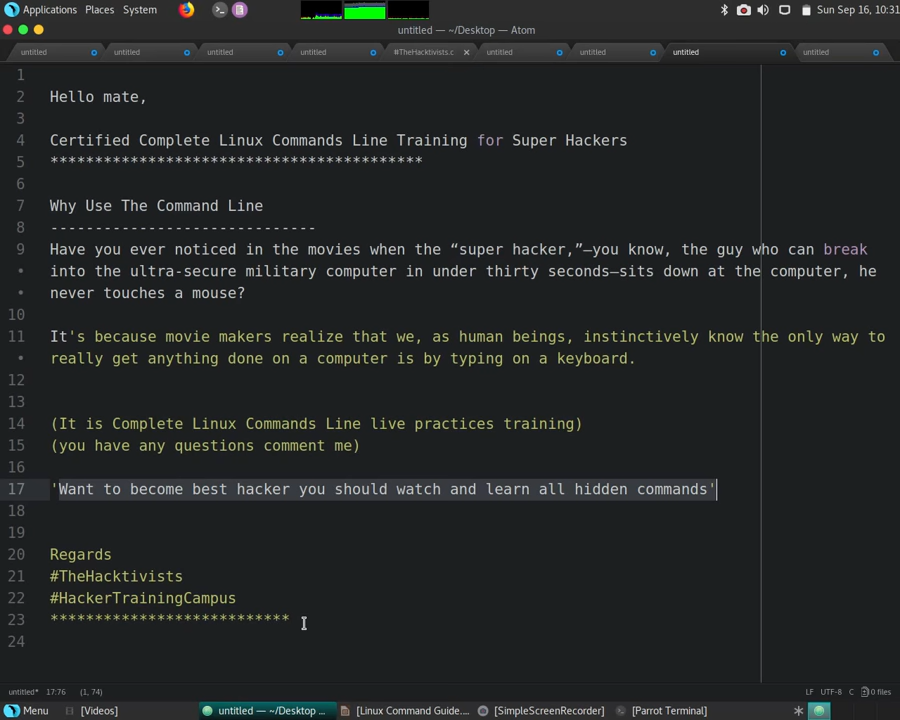 Applications Places System Sun Sep 16, 10:31
untitled — ~/Desktop — Atom
untitled untitled untitled untitled #TheHacktivists.c untitled untitled untitled untitled
1
2 Hello mate,
3
4 Certified Complete Linux Commands Line Training for Super Hackers
5 ******************************************
6
7 Why Use The Command Line
8 ------------------------------
9 Have you ever noticed in the movies when the “super hacker,”—you know, the guy who can break
• into the ultra-secure military computer in under thirty seconds—sits down at the computer, he
• never touches a mouse?
10
11 It's because movie makers realize that we, as human beings, instinctively know the only way to
• really get anything done on a computer is by typing on a keyboard.
12
13
14 (It is Complete Linux Commands Line live practices training)
15 (you have any questions comment me)
16
17 'Want to become best hacker you should watch and learn all hidden commands'
18
19
20 Regards
21 #TheHacktivists
22 #HackerTrainingCampus
23 ***************************
24
untitled* 17:76 (1, 74) LF UTF-8 C 0 files
Menu [Videos] untitled — ~/Desktop ... [Linux Command Guide.... [SimpleScreenRecorder] [Parrot Terminal]